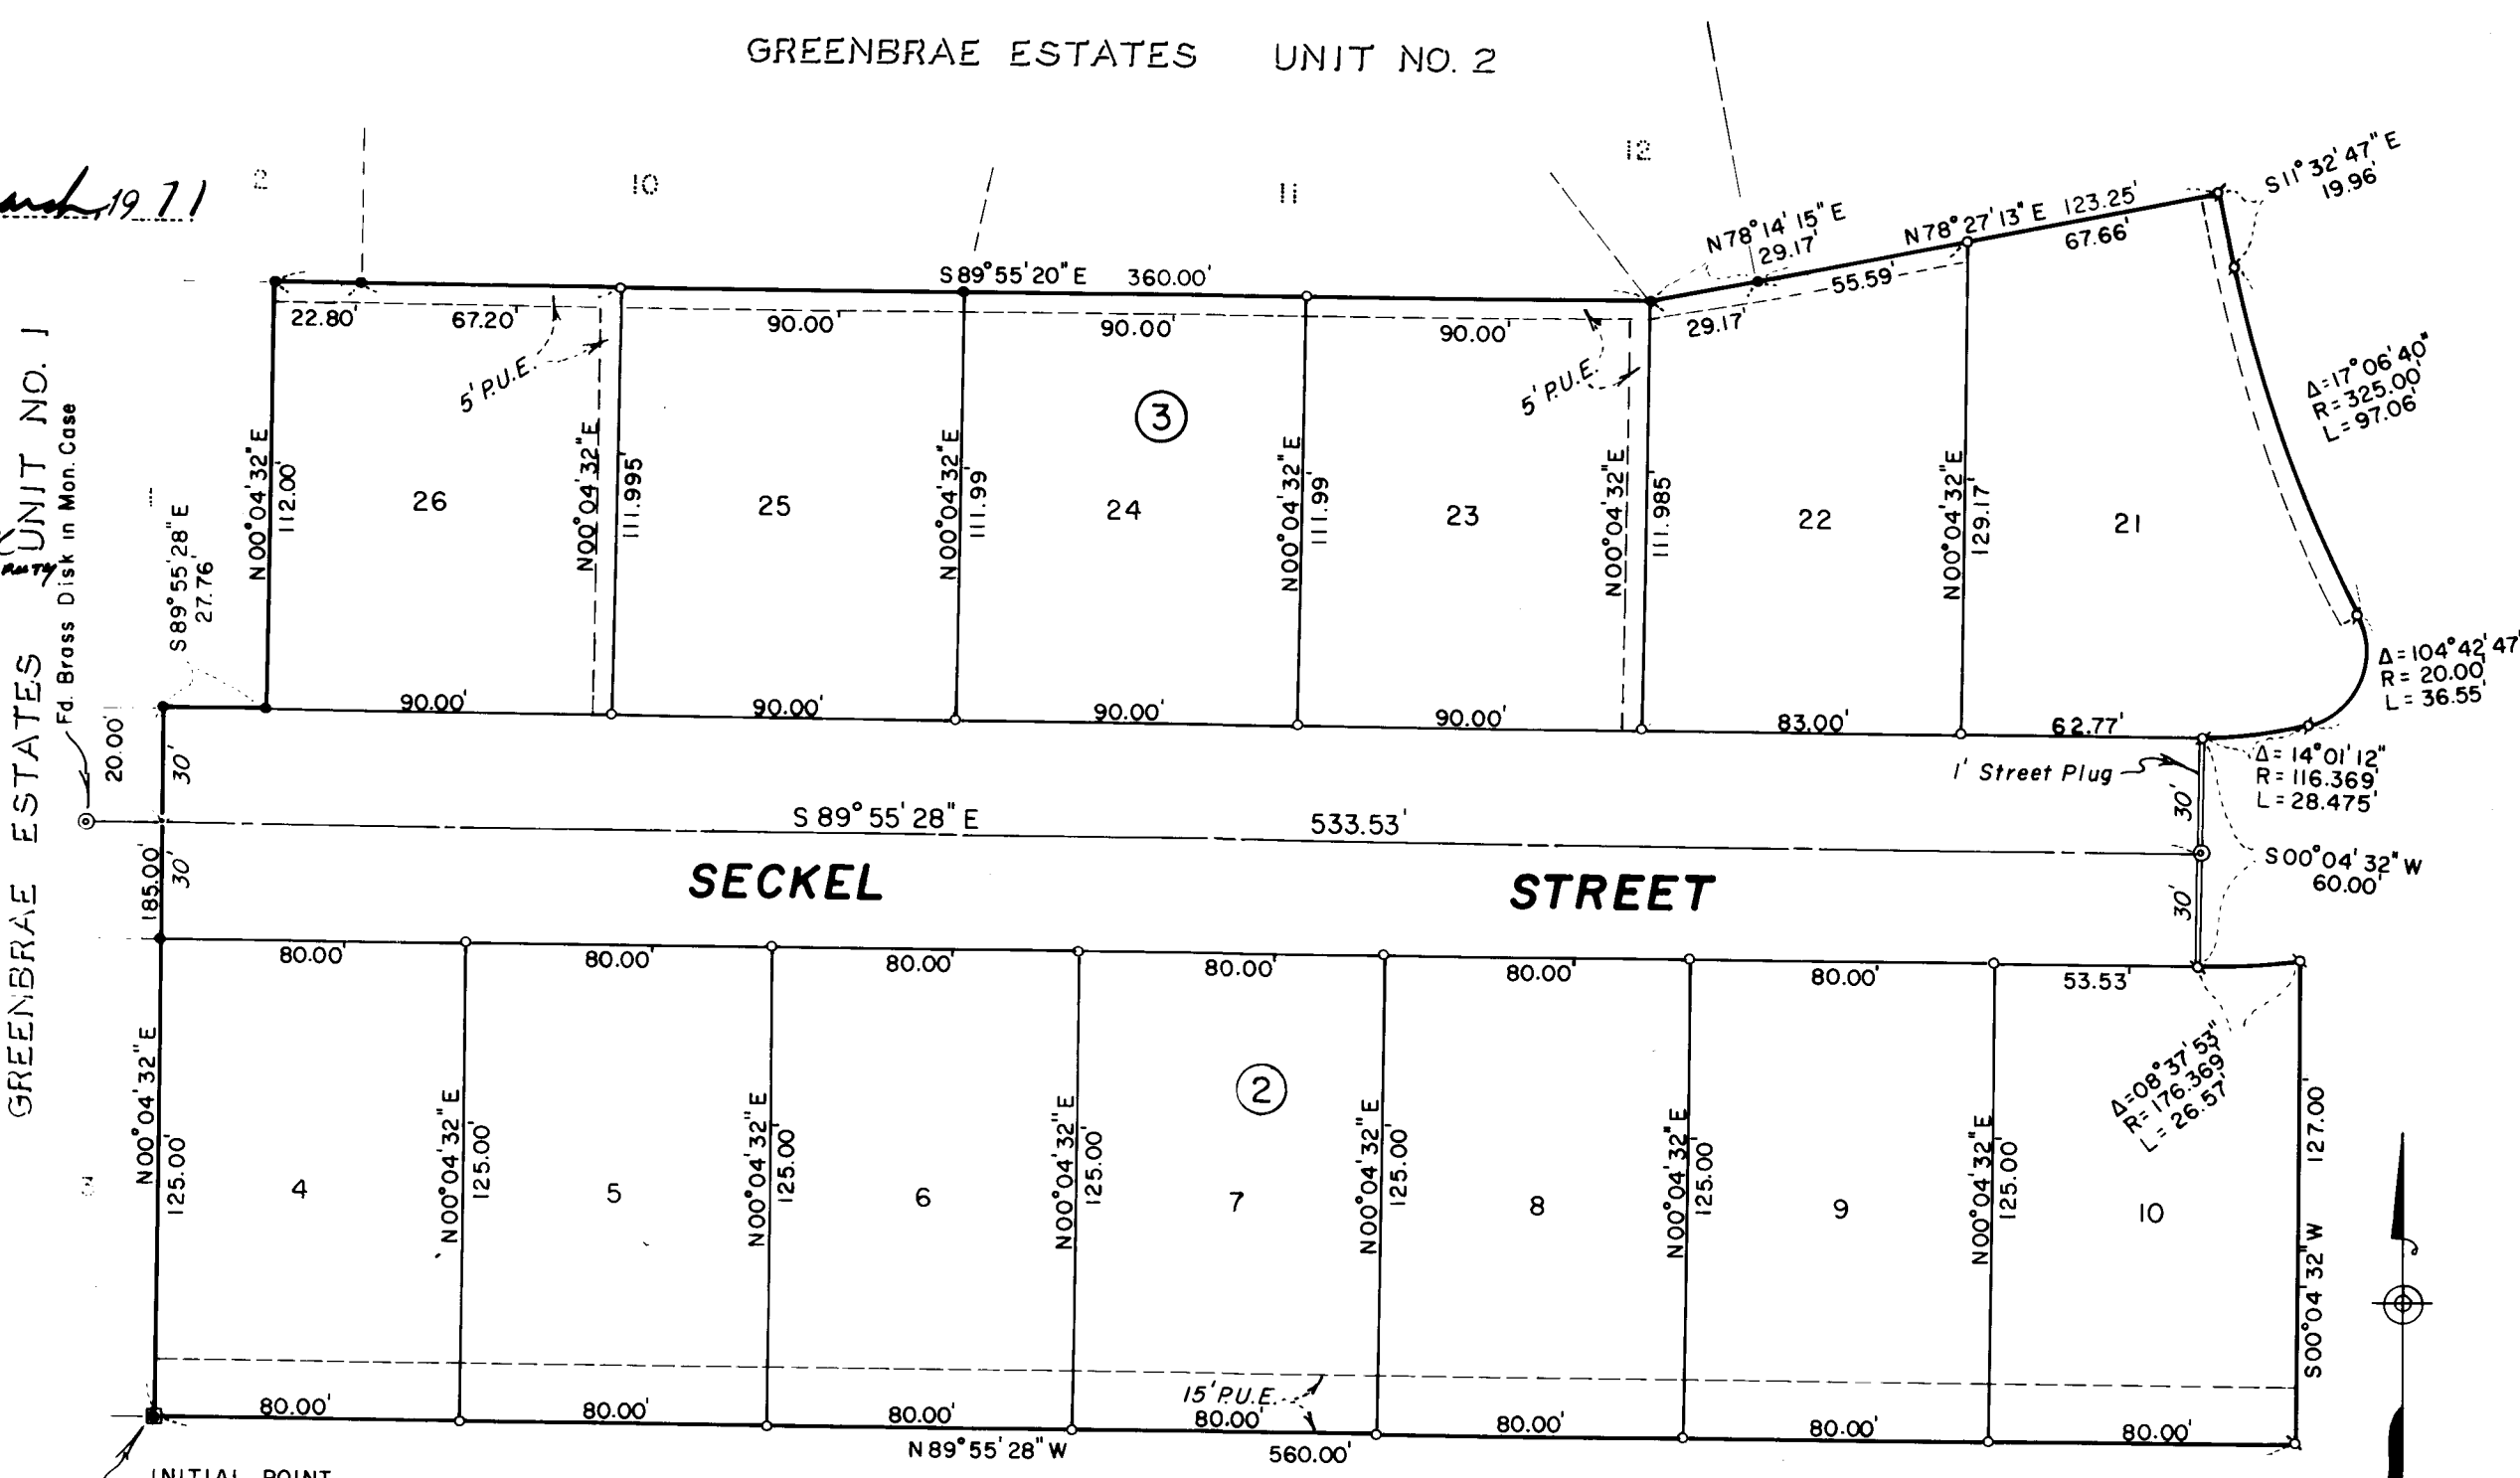 GREENBRAE ESTATES UNIT NO. 2
19 71
2
10
11
12
S11°32'47"E
19.96'
N78°14'15"E
29.17'
N78°27'13"E 123.25'
67.66'
55.59'
29.17'
S89°55'20"E 360.00'
22.80'
67.20'
90.00'
90.00'
90.00'
5' P.U.E.
5' P.U.E.
3
Δ=17°06'40"
R=325.00'
L=97.06'
GREENBRAE ESTATES UNIT NO. 1
Fd. Brass Disk in Mon. Case
S89°55'28"E
27.76'
N00°04'32"E
112.00'
26
N00°04'32"E
111.995'
25
N00°04'32"E
111.99'
24
N00°04'32"E
111.99'
23
N00°04'32"E
111.985'
22
N00°04'32"E
129.17'
21
Δ=104°42'47"
R=20.00'
L=36.55'
90.00'
90.00'
90.00'
90.00'
83.00'
62.77'
20.00'
30'
1' Street Plug
Δ=14°01'12"
R=116.369'
L=28.475'
30'
S89°55'28"E 533.53'
185.00'
30'
SECKEL STREET
30'
S00°04'32"W
60.00'
80.00'
80.00'
80.00'
80.00'
80.00'
80.00'
53.53'
Δ=08°37'53"
R=176.369'
L=26.57'
2
N00°04'32"E
125.00'
4
N00°04'32"E
125.00'
5
N00°04'32"E
125.00'
6
N00°04'32"E
125.00'
7
N00°04'32"E
125.00'
8
N00°04'32"E
125.00'
9
N00°04'32"E
125.00'
10
S00°04'32"W 127.00'
3
15' P.U.E.
80.00'
80.00'
80.00'
80.00'
80.00'
80.00'
80.00'
N89°55'28"W 560.00'
INITIAL POINT